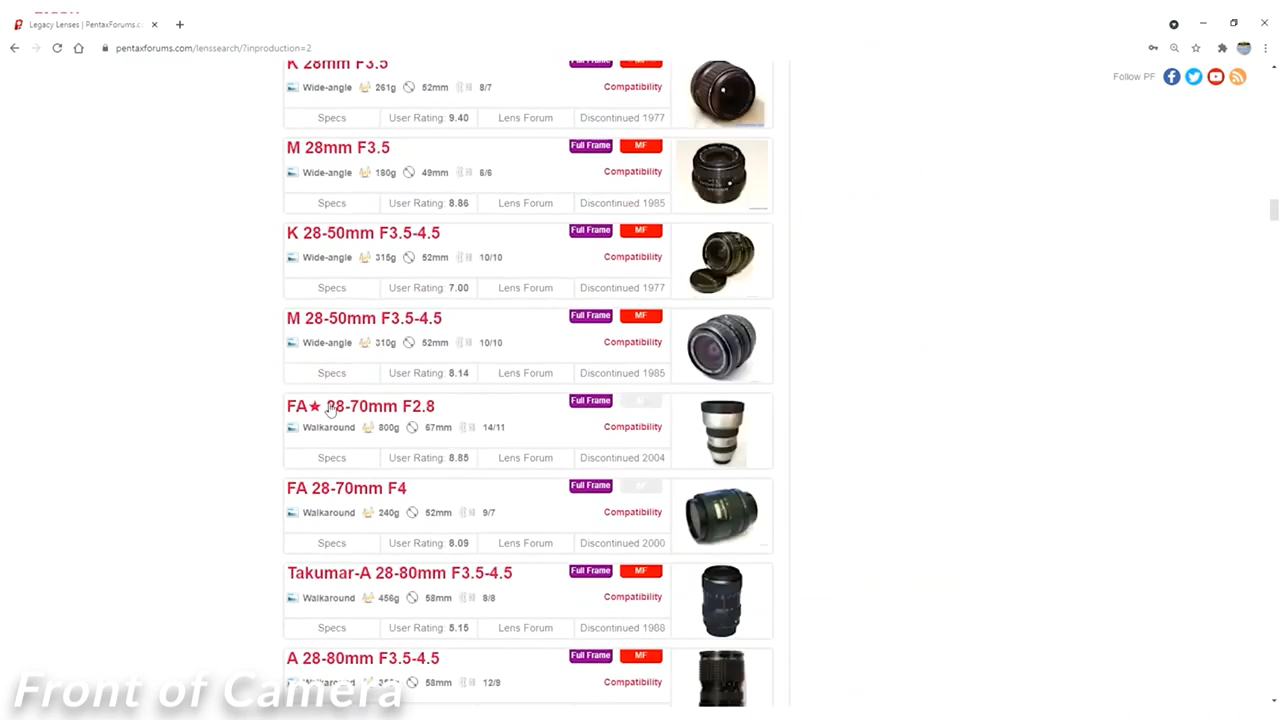 Legacy Lenses | PentaxForums.c
pentaxforums.com/lenssearch/?inproduction=2
Follow PF
K 28mm F3.5
Full Frame MF
Wide-angle 261g 52mm 8/7 Compatibility
Specs User Rating: 9.40 Lens Forum Discontinued 1977
M 28mm F3.5 Full Frame MF
Wide-angle 180g 49mm 6/6 Compatibility
Specs User Rating: 8.86 Lens Forum Discontinued 1985
K 28-50mm F3.5-4.5 Full Frame MF
Wide-angle 315g 52mm 10/10 Compatibility
Specs User Rating: 7.00 Lens Forum Discontinued 1977
M 28-50mm F3.5-4.5 Full Frame MF
Wide-angle 310g 52mm 10/10 Compatibility
Specs User Rating: 8.14 Lens Forum Discontinued 1985
FA★ 28-70mm F2.8 Full Frame
Walkaround 800g 67mm 14/11 Compatibility
Specs User Rating: 8.85 Lens Forum Discontinued 2004
FA 28-70mm F4 Full Frame
Walkaround 240g 52mm 9/7 Compatibility
Specs User Rating: 8.09 Lens Forum Discontinued 2000
Takumar-A 28-80mm F3.5-4.5 Full Frame MF
Walkaround 456g 58mm 8/8 Compatibility
Specs User Rating: 5.15 Lens Forum Discontinued 1988
A 28-80mm F3.5-4.5 Full Frame MF
Walkaround 58mm 12/9 Compatibility
Front of Camera